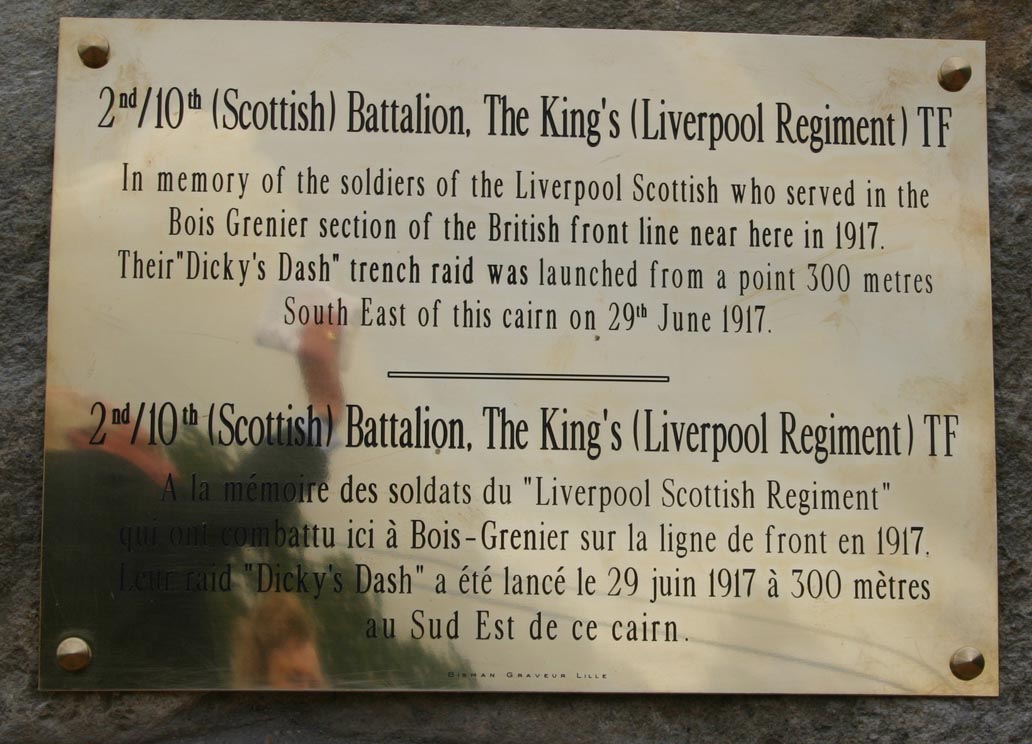 2nd/10th (Scottish) Battalion, The King's (Liverpool Regiment) TF
In memory of the soldiers of the Liverpool Scottish who served in the
Bois Grenier section of the British front line near here in 1917.
Their"Dicky's Dash" trench raid was launched from a point 300 metres
South East of this cairn on 29th June 1917.
2nd/10th (Scottish) Battalion, The King's (Liverpool Regiment) TF
A la mémoire des soldats du "Liverpool Scottish Regiment"
qui ont combattu ici à Bois-Grenier sur la ligne de front en 1917.
Leur raid "Dicky's Dash" a été lancé le 29 juin 1917 à 300 mètres
au Sud Est de ce cairn.
Graveur Lille